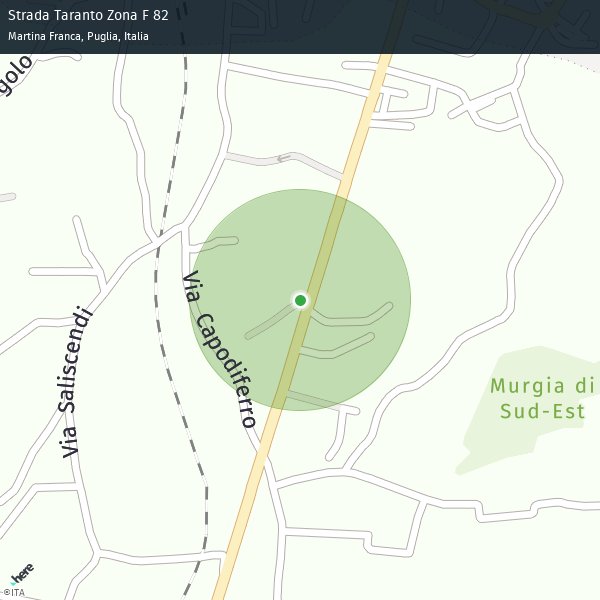 Strada Taranto Zona F 82
Martina Franca, Puglia, Italia
golo
Via Capodiferro
Via Saliscendi
Murgia di
Sud-Est
here
©ITA